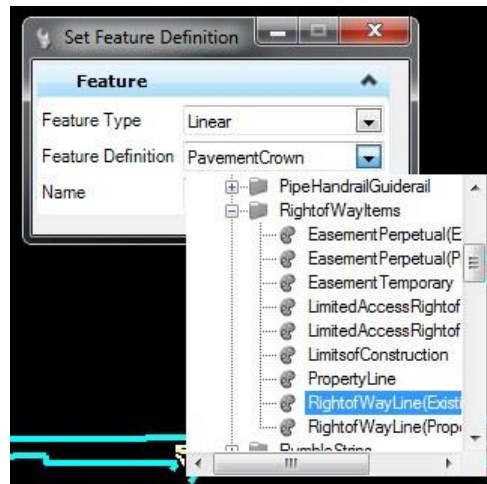 Set Feature Definition
Feature
Feature Type Linear
Feature Definition PavementCrown
Name
PipeHandrailGuiderail
RightofWayItems
EasementPerpetual(E
EasementPerpetual(P
EasementTemporary
LimitedAccessRightof
LimitedAccessRightof
LimitsofConstruction
PropertyLine
RightofWayLine(Existi
RightofWayLine(Prop
RumbleStrips